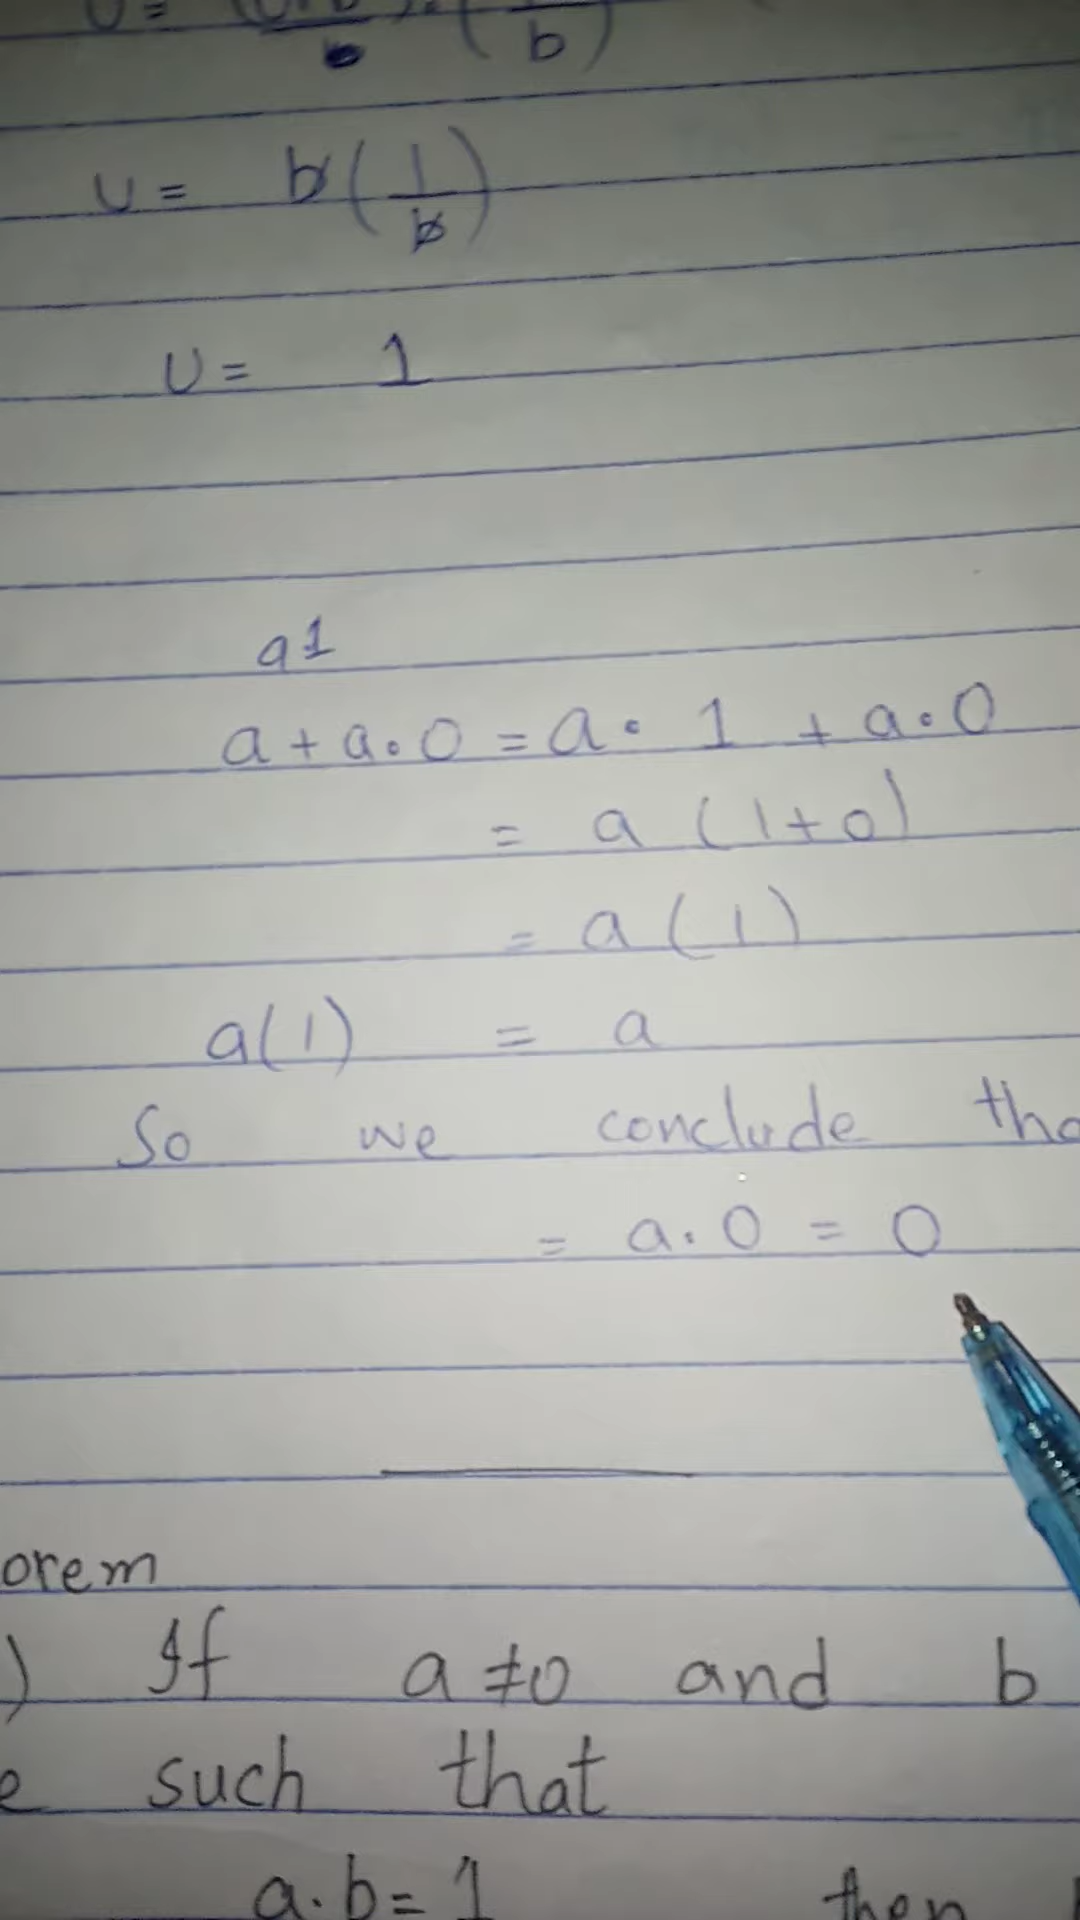 U = b(1/b)
U = 1
a1
a + a•0 = a• 1 + a•0
= a (1+0)
= a (1)
a(1) = a
So we conclude
= a.0 = 0
orem
) If a ≠0 and b
e such that
a.b= 1 then